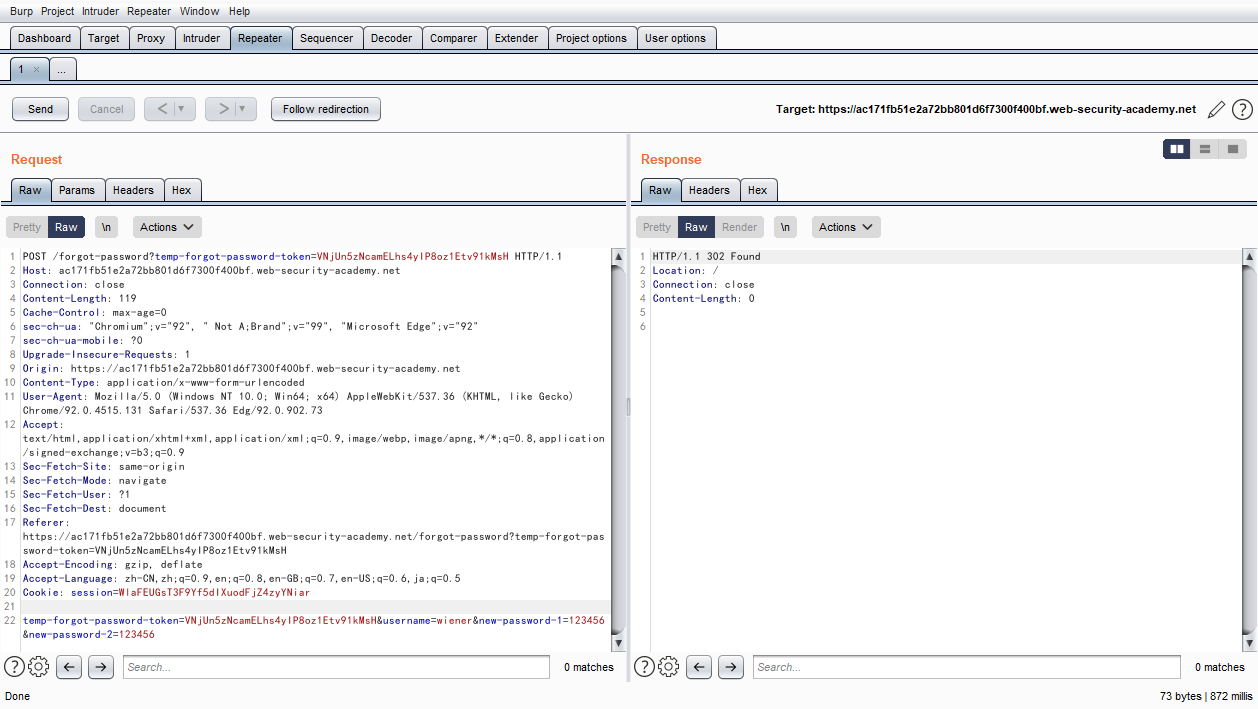 Burp Project Intruder Repeater Window Help
Dashboard Target Proxy Intruder Repeater Sequencer Decoder Comparer Extender Project options User options
1 × ...
Send Cancel < ▼ > ▼ Follow redirection Target: https://ac171fb51e2a72bb801d6f7300f400bf.web-security-academy.net ?
Request
Raw Params Headers Hex
Pretty Raw \n Actions
1 POST /forgot-password?temp-forgot-password-token=VNjUn5zNcamELhs4yIP8oz1Etv91kMsH HTTP/1.1
2 Host: ac171fb51e2a72bb801d6f7300f400bf.web-security-academy.net
3 Connection: close
4 Content-Length: 119
5 Cache-Control: max-age=0
6 sec-ch-ua: "Chromium";v="92", " Not A;Brand";v="99", "Microsoft Edge";v="92"
7 sec-ch-ua-mobile: ?0
8 Upgrade-Insecure-Requests: 1
9 Origin: https://ac171fb51e2a72bb801d6f7300f400bf.web-security-academy.net
10 Content-Type: application/x-www-form-urlencoded
11 User-Agent: Mozilla/5.0 (Windows NT 10.0; Win64; x64) AppleWebKit/537.36 (KHTML, like Gecko)
Chrome/92.0.4515.131 Safari/537.36 Edg/92.0.902.73
12 Accept:
text/html,application/xhtml+xml,application/xml;q=0.9,image/webp,image/apng,*/*;q=0.8,application
/signed-exchange;v=b3;q=0.9
13 Sec-Fetch-Site: same-origin
14 Sec-Fetch-Mode: navigate
15 Sec-Fetch-User: ?1
16 Sec-Fetch-Dest: document
17 Referer:
https://ac171fb51e2a72bb801d6f7300f400bf.web-security-academy.net/forgot-password?temp-forgot-pas
sword-token=VNjUn5zNcamELhs4yIP8oz1Etv91kMsH
18 Accept-Encoding: gzip, deflate
19 Accept-Language: zh-CN,zh;q=0.9,en;q=0.8,en-GB;q=0.7,en-US;q=0.6,ja;q=0.5
20 Cookie: session=WlaFEUGsT3F9Yf5dIXuodFjZ4zyYNiar
21
22 temp-forgot-password-token=VNjUn5zNcamELhs4yIP8oz1Etv91kMsH&username=wiener&new-password-1=123456
&new-password-2=123456
? Search... 0 matches
Response
Raw Headers Hex
Pretty Raw Render \n Actions
1 HTTP/1.1 302 Found
2 Location: /
3 Connection: close
4 Content-Length: 0
5
6
? Search... 0 matches
Done 73 bytes | 872 millis